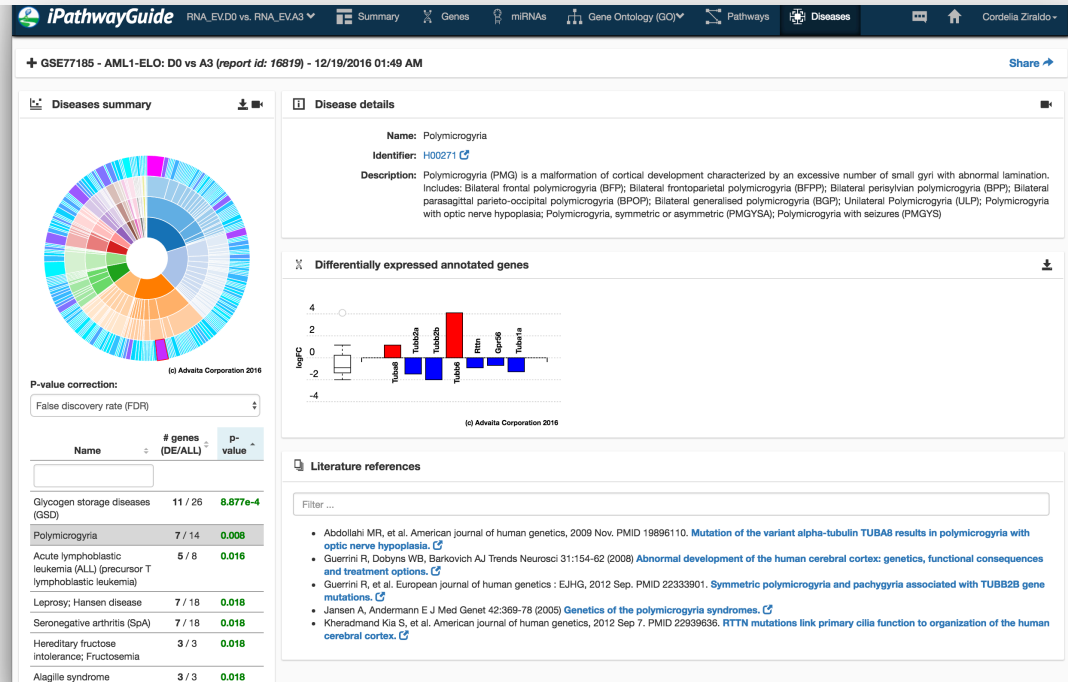 iPathwayGuide RNA_EV.D0 vs. RNA_EV.A3 Summary Genes miRNAs Gene Ontology (GO) Pathways Diseases Cordelia Ziraldo
GSE77185 - AML1-ELO: D0 vs A3 (report id: 16819) - 12/19/2016 01:49 AM Share
Diseases summary
(c) Advaita Corporation 2016
P-value correction:
False discovery rate (FDR)
Name # genes (DE/ALL) p-value
Glycogen storage diseases (GSD) 11 / 26 8.877e-4
Polymicrogyria 7 / 14 0.008
Acute lymphoblastic leukemia (ALL) (precursor T lymphoblastic leukemia) 5 / 8 0.016
Leprosy; Hansen disease 7 / 18 0.018
Seronegative arthritis (SpA) 7 / 18 0.018
Hereditary fructose intolerance; Fructosemia 3 / 3 0.018
Alagille syndrome 3 / 3 0.018
Disease details
Name: Polymicrogyria
Identifier: H00271
Description: Polymicrogyria (PMG) is a malformation of cortical development characterized by an excessive number of small gyri with abnormal lamination.
Includes: Bilateral frontal polymicrogyria (BFP); Bilateral frontoparietal polymicrogyria (BFPP); Bilateral perisylvian polymicrogyria (BPP); Bilateral
parasagittal parieto-occipital polymicrogyria (BPOP); Bilateral generalised polymicrogyria (BGP); Unilateral Polymicrogyria (ULP); Polymicrogyria
with optic nerve hypoplasia; Polymicrogyria, symmetric or asymmetric (PMGYSA); Polymicrogyria with seizures (PMGYS)
Differentially expressed annotated genes
logFC
4
2
0
-2
-4
Tuba8
Tubb2a
Tubb2b
Tubb6
Rttn
Gpr56
Tuba1a
(c) Advaita Corporation 2016
Literature references
Filter ...
Abdollahi MR, et al. American journal of human genetics, 2009 Nov. PMID 19896110. Mutation of the variant alpha-tubulin TUBA8 results in polymicrogyria with
optic nerve hypoplasia.
Guerrini R, Dobyns WB, Barkovich AJ Trends Neurosci 31:154-62 (2008) Abnormal development of the human cerebral cortex: genetics, functional consequences
and treatment options.
Guerrini R, et al. European journal of human genetics : EJHG, 2012 Sep. PMID 22333901. Symmetric polymicrogyria and pachygyria associated with TUBB2B gene
mutations.
Jansen A, Andermann E J Med Genet 42:369-78 (2005) Genetics of the polymicrogyria syndromes.
Kheradmand Kia S, et al. American journal of human genetics, 2012 Sep 7. PMID 22939636. RTTN mutations link primary cilia function to organization of the human
cerebral cortex.